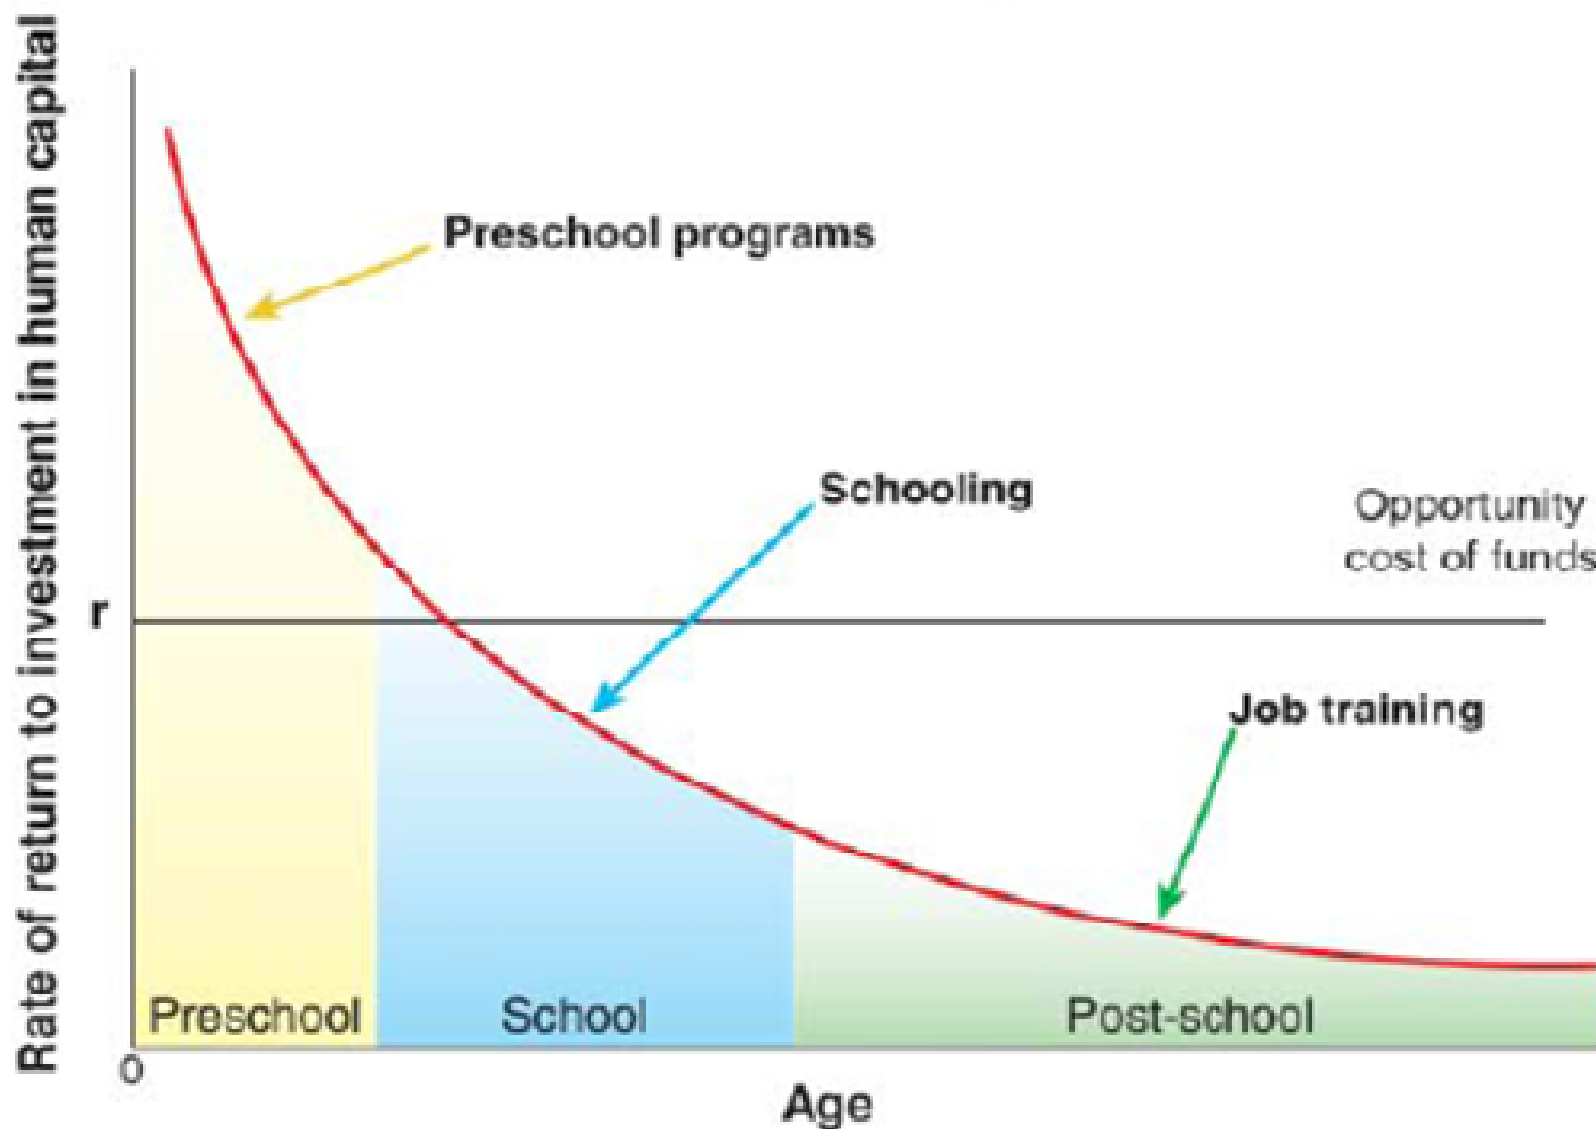 Rate of return to investment in human capital
Preschool programs
Schooling
Opportunity
cost of funds
r
Job training
Preschool
School
Post-school
0
Age